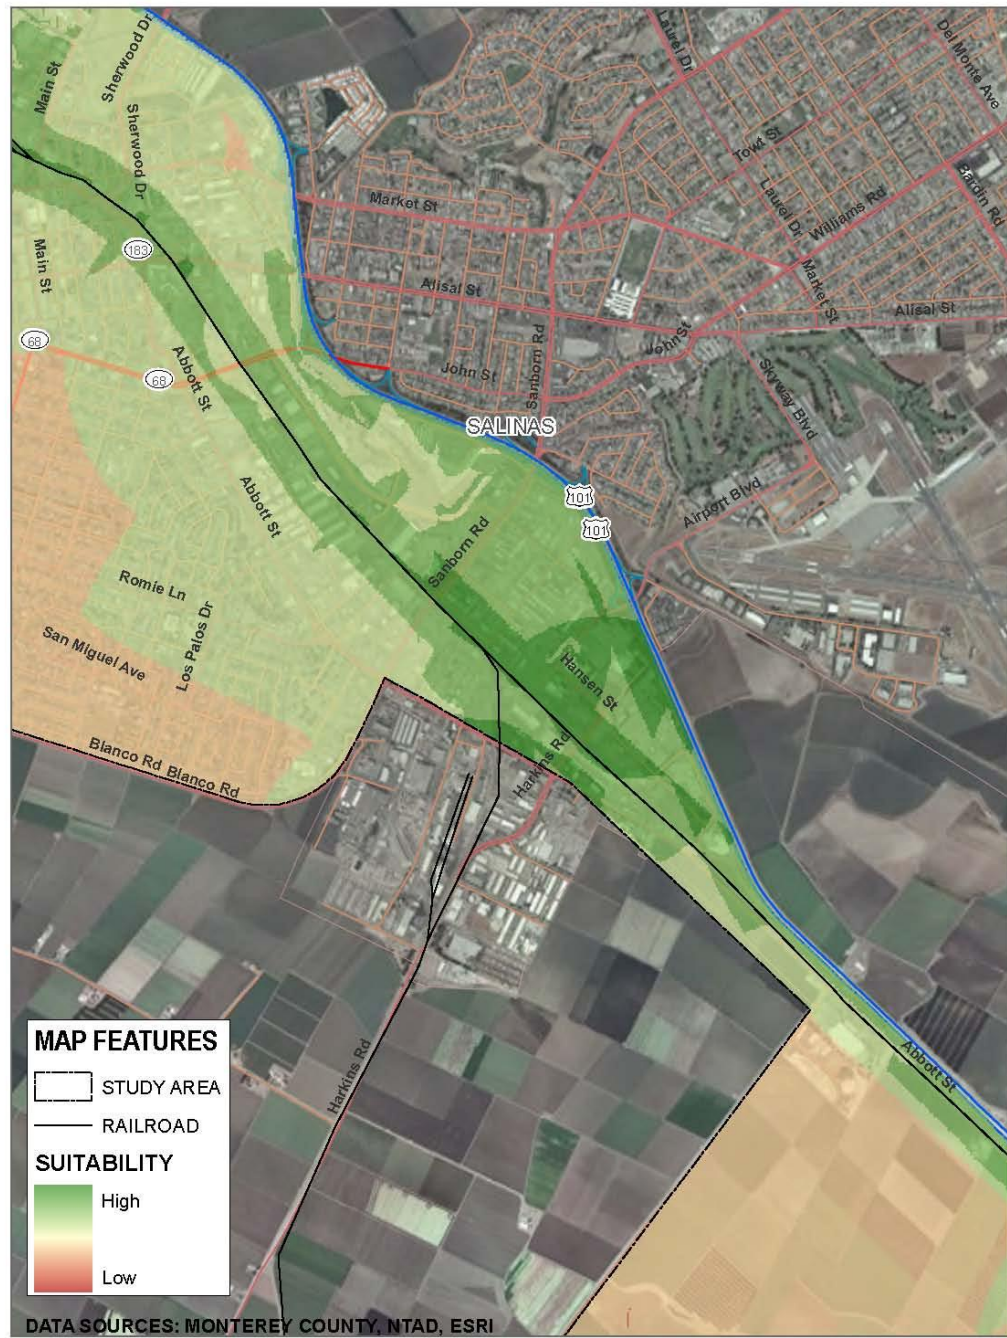 Main St
Sherwood Dr
Laurel Dr
Del Monte Ave
Sherwood Dr
Towt St
Bardin Rd
Market St
Laurel Dr
Williams Rd
183
Main St
Alisal St
Market St
Alisal St
68
John St
Sanborn Rd
68
Abbott St
John St
Skyway Blvd
SALINAS
Abbott St
101
Airport Blvd
101
Sanborn Rd
Romie Ln
Los Palos Dr
San Miguel Ave
Hansen St
Blanco Rd Blanco Rd
Harkins Rd
Harkins Rd
Abbott St
MAP FEATURES
STUDY AREA
RAILROAD
SUITABILITY
High
Low
DATA SOURCES: MONTEREY COUNTY, NTAD, ESRI